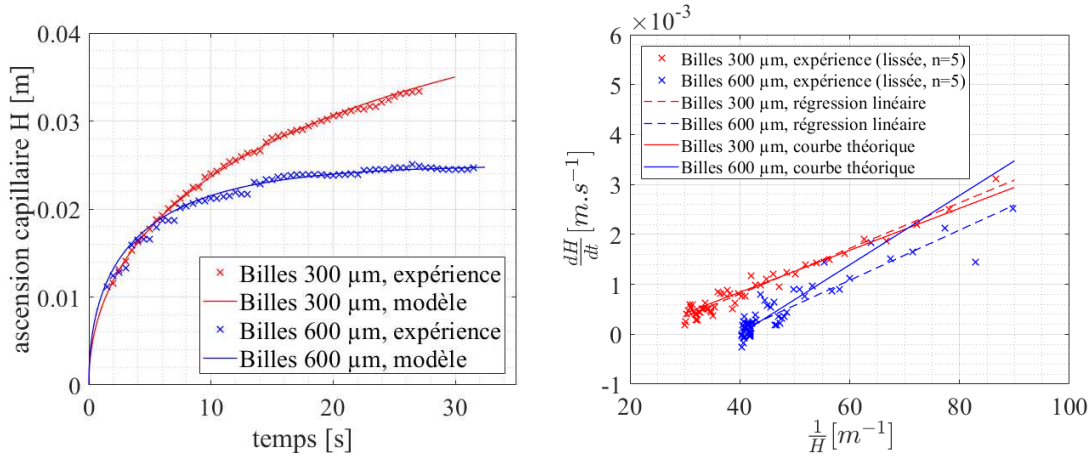 0.04
0.03
0.02
0.01
0
ascension capillaire H [m]
0
10
20
30
temps [s]
Billes 300 µm, expérience
Billes 300 µm, modèle
Billes 600 µm, expérience
Billes 600 µm, modèle
×10⁻³
6
5
4
3
2
1
0
-1
dH/dt [m.s⁻¹]
20
40
60
80
100
1/H [m⁻¹]
Billes 300 µm, expérience (lissée, n=5)
Billes 600 µm, expérience (lissée, n=5)
Billes 300 µm, régression linéaire
Billes 600 µm, régression linéaire
Billes 300 µm, courbe théorique
Billes 600 µm, courbe théorique